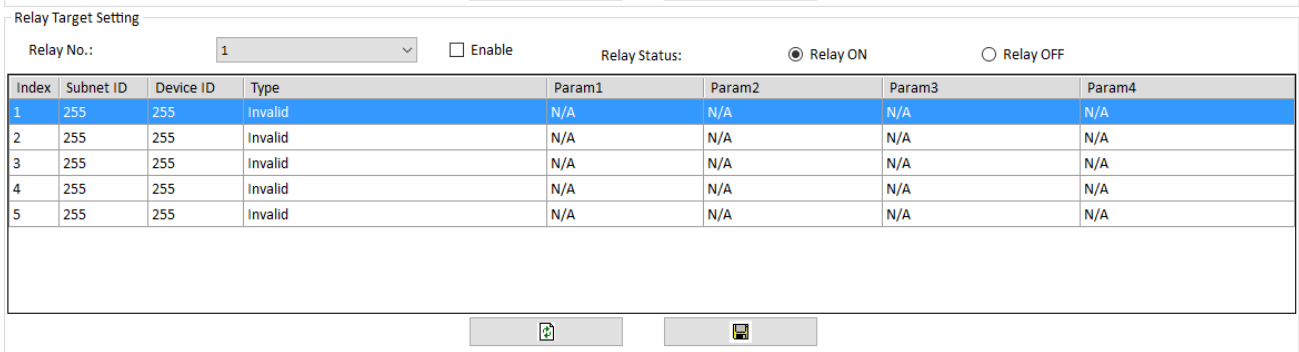 Relay Target Setting
Relay No.: 1 Enable Relay Status: Relay ON Relay OFF
Index Subnet ID Device ID Type Param1 Param2 Param3 Param4
1 255 255 Invalid N/A N/A N/A N/A
2 255 255 Invalid N/A N/A N/A N/A
3 255 255 Invalid N/A N/A N/A N/A
4 255 255 Invalid N/A N/A N/A N/A
5 255 255 Invalid N/A N/A N/A N/A